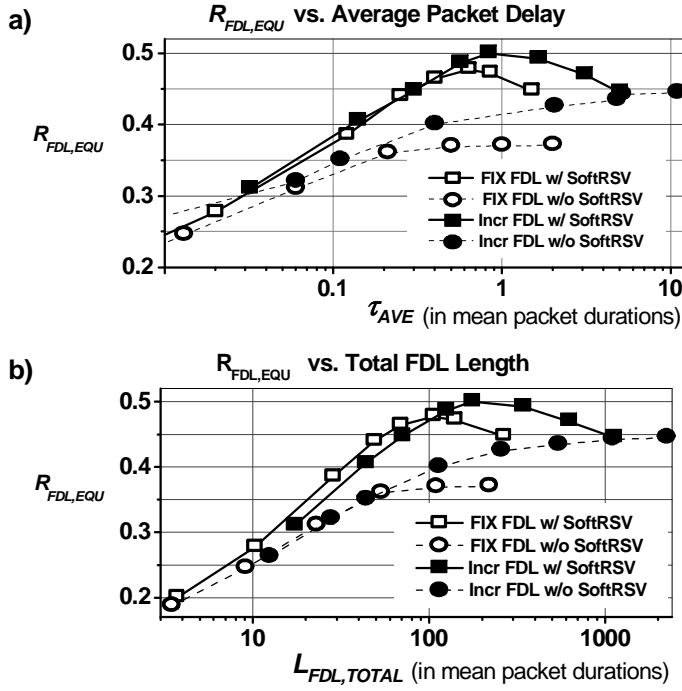 a)
R_FDL,EQU vs. Average Packet Delay
0.5
0.4
R_FDL,EQU
0.3
0.2
FIX FDL w/ SoftRSV
FIX FDL w/o SoftRSV
Incr FDL w/ SoftRSV
Incr FDL w/o SoftRSV
0.1 1 10
τ_AVE (in mean packet durations)
b)
R_FDL,EQU vs. Total FDL Length
0.5
0.4
R_FDL,EQU
0.3
0.2
FIX FDL w/ SoftRSV
FIX FDL w/o SoftRSV
Incr FDL w/ SoftRSV
Incr FDL w/o SoftRSV
10 100 1000
L_FDL,TOTAL (in mean packet durations)